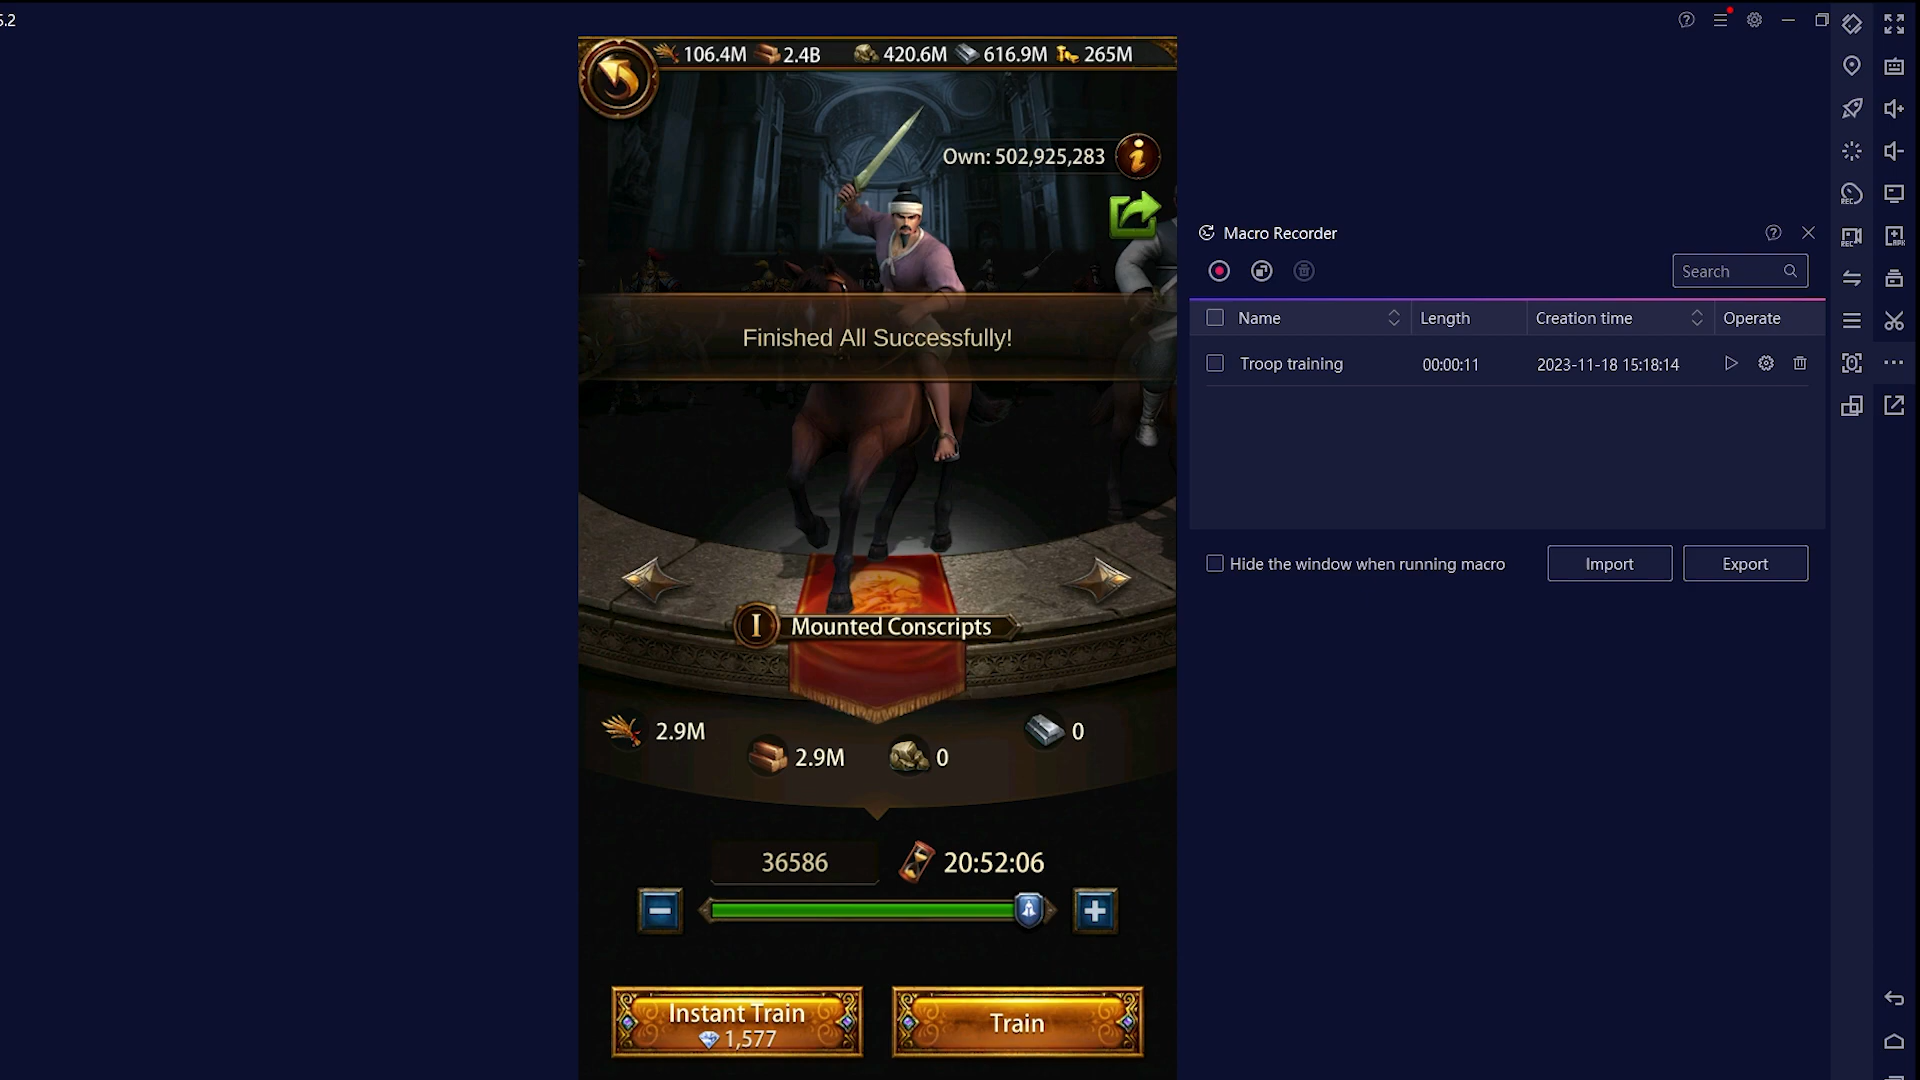 5.2
106.4M 2.4B 420.6M 616.9M 265M
Own: 502,925,283
Finished All Successfully!
I Mounted Conscripts
2.9M
2.9M
0
0
36586 20:52:06
Instant Train
1,577
Train
Macro Recorder
Search
Name Length Creation time Operate
Troop training 00:00:11 2023-11-18 15:18:14
Hide the window when running macro Import Export
REC
REC
APK